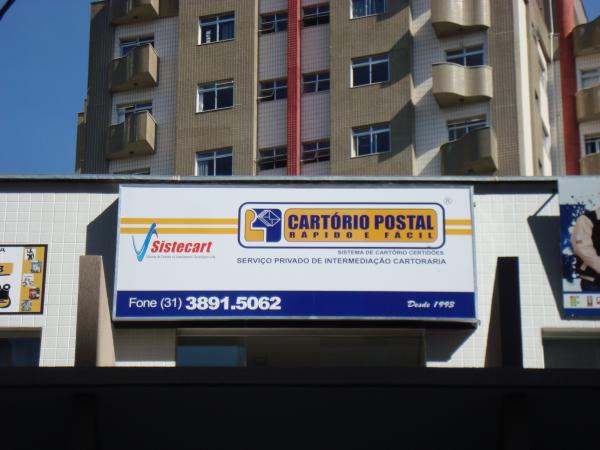 Sistecart
CARTÓRIO POSTAL
RÁPIDO E FÁCIL
®
SISTEMA DE CARTÓRIO CERTIDÕES
SERVIÇO PRIVADO DE INTERMEDIAÇÃO CARTORARIA
Fone (31) 3891.5062
Desde 1993